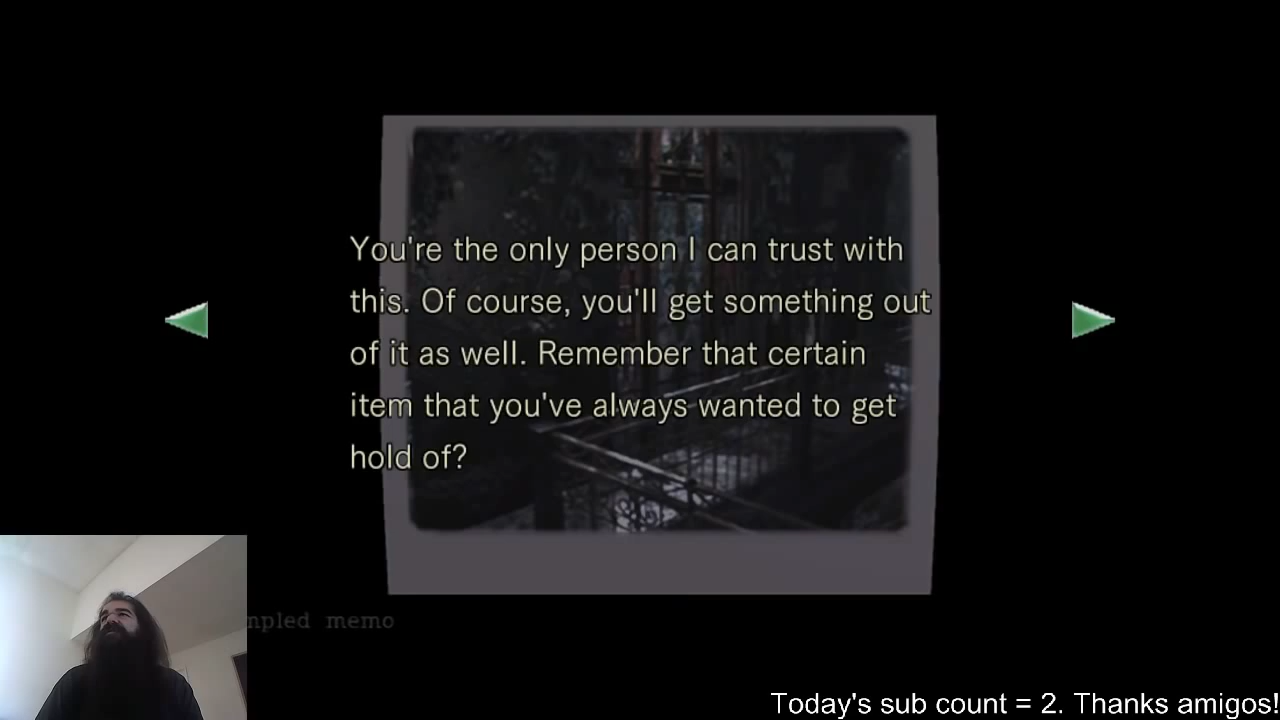 You're the only person I can trust with
this. Of course, you'll get something out
of it as well. Remember that certain
item that you've always wanted to get
hold of?
mpled memo
Today's sub count = 2. Thanks amigos!